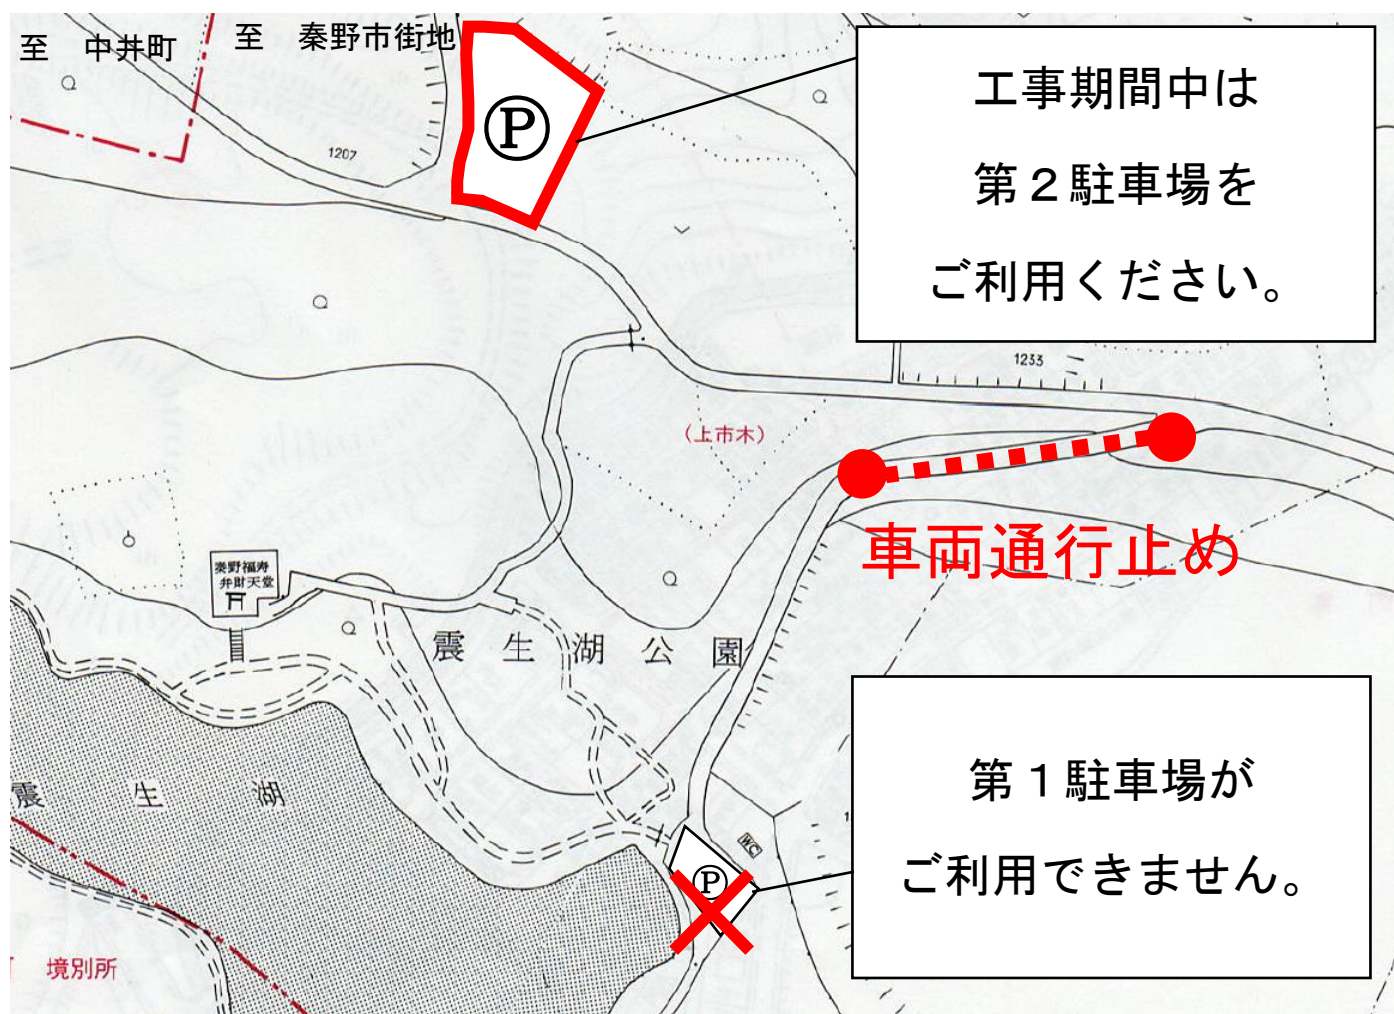 至　中井町
至　秦野市街地
Ⓟ
工事期間中は
第２駐車場を
ご利用ください。
1207
1233
（上市木）
車両通行止め
秦野福寿
弁財天堂
震生湖公園
震生湖
第１駐車場が
ご利用できません。
WC
Ⓟ
境別所